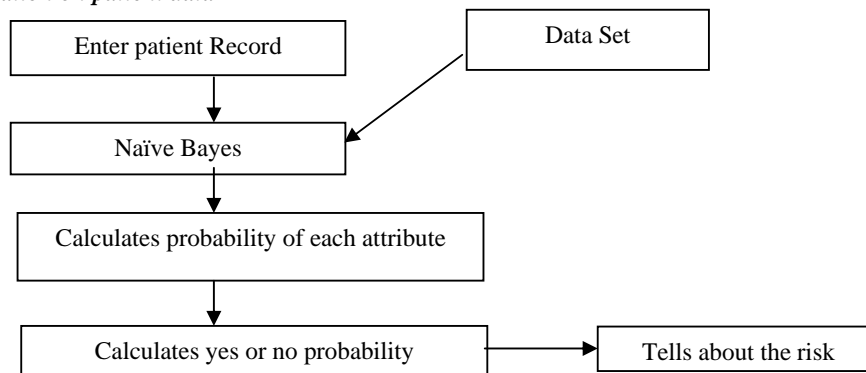 Enter patient Record
Data Set
Naïve Bayes
Calculates probability of each attribute
Calculates yes or no probability
Tells about the risk